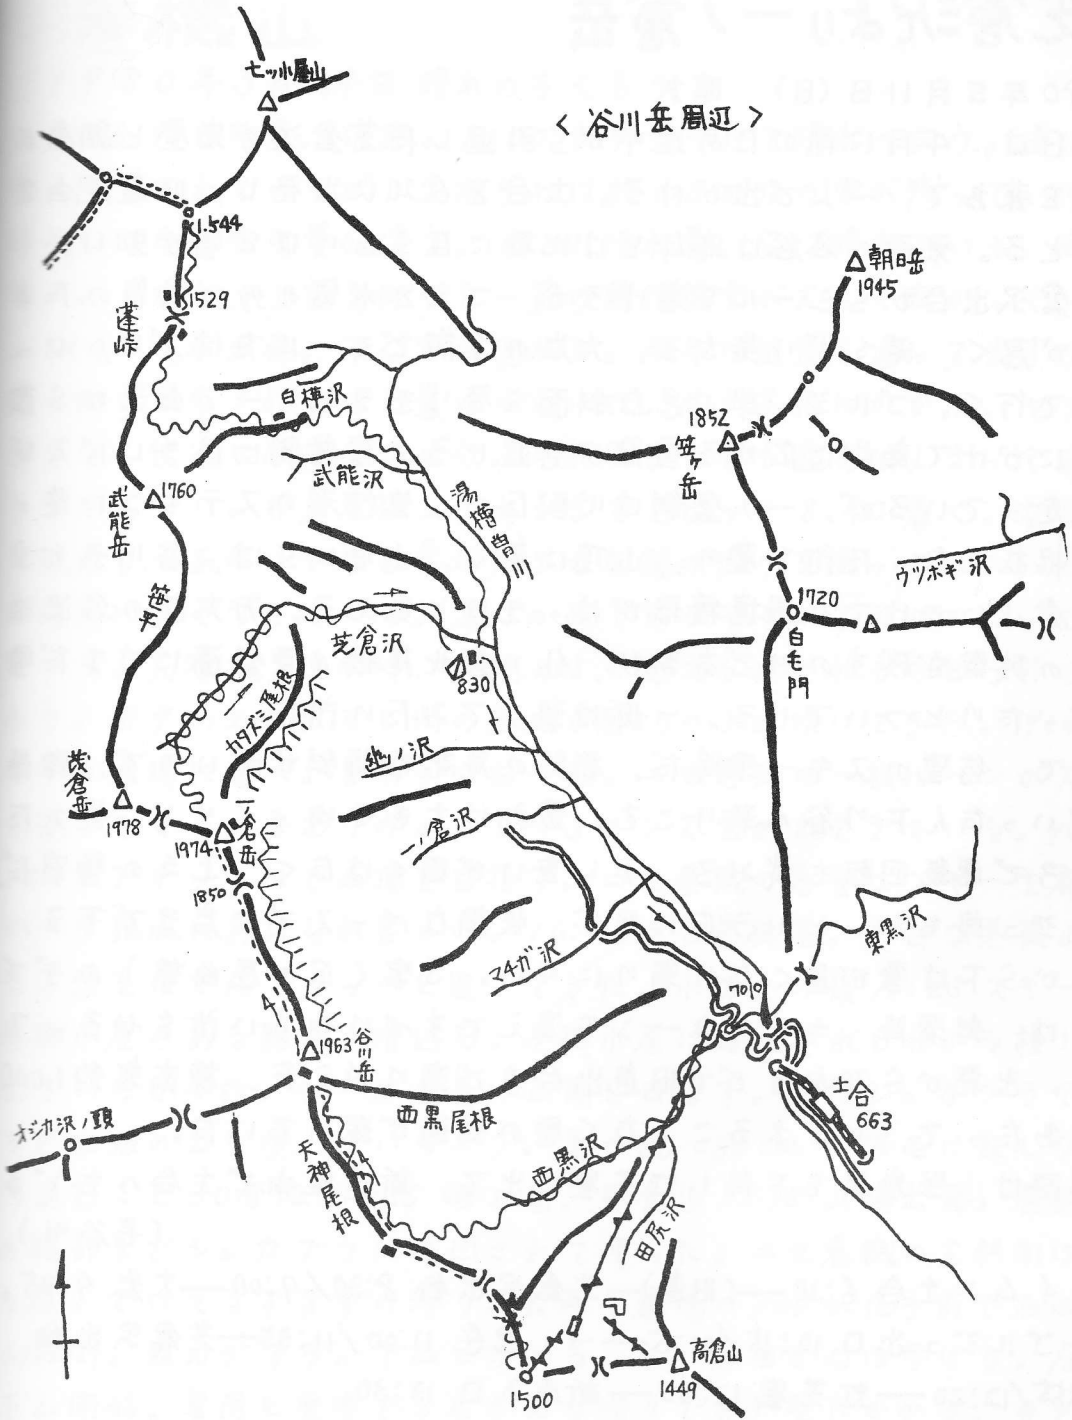 七ッ小屋山
＜谷川岳周辺＞
1.544
朝日岳
1945
1529
蓬峠
白樺沢
1852
笠ヶ岳
武能沢
1760
武能岳
湯檜曽川
ウツボギ沢
笹平
1720
白毛門
芝倉沢
830
カタズミ尾根
幽ノ沢
茂倉岳
1978
一ノ倉岳
1974
一ノ倉沢
1850
東黒沢
マチガ沢
701
1963
谷川岳
土合
663
西黒尾根
オジカ沢ノ頭
西黒沢
天神尾根
田尻沢
高倉山
1449
1500